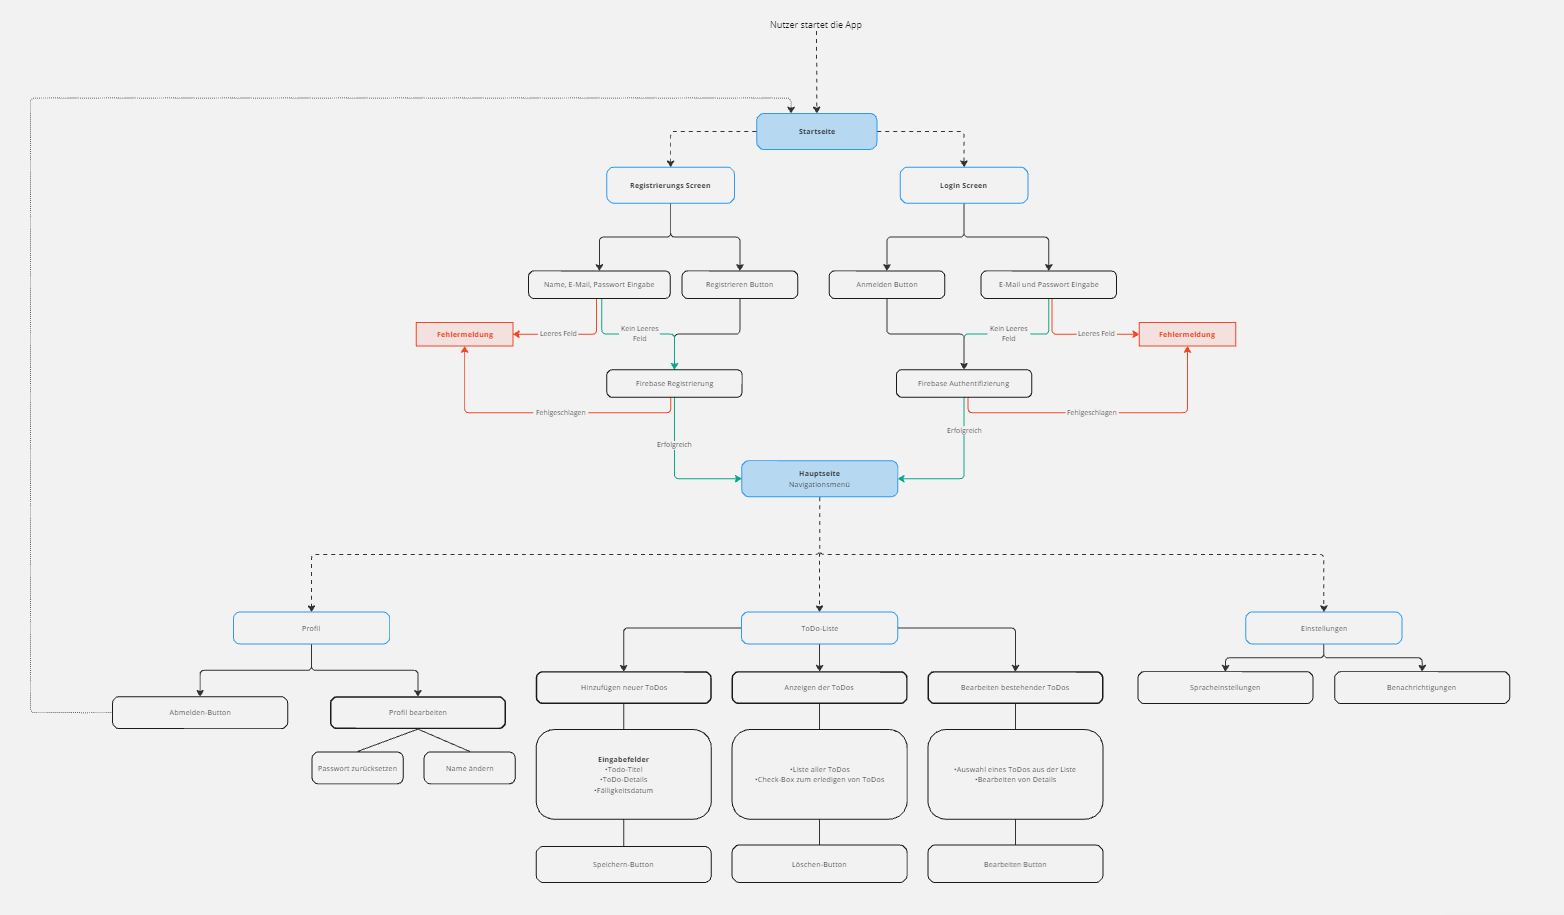 Nutzer startet die App
Startseite
Registrierungs Screen
LogIn Screen
Name, E-Mail, Passwort Eingabe
Registrieren Button
Anmelden Button
E-Mail und Passwort Eingabe
Fehlermeldung
Leeres Feld
Kein Leeres
Feld
Kein Leeres
Feld
Leeres Feld
Fehlermeldung
Firebase Registrierung
Firebase Authentifizierung
Fehlgeschlagen
Fehlgeschlagen
Erfolgreich
Erfolgreich
Hauptseite
Navigationsmenü
Profil
ToDo-Liste
Einstellungen
Hinzufügen neuer ToDos
Anzeigen der ToDos
Bearbeiten bestehender ToDos
Spracheinstellungen
Benachrichtigungen
Abmelden-Button
Profil bearbeiten
Passwort zurücksetzen
Name ändern
Eingabefelder
•Todo-Titel
•ToDo-Details
•Fälligkeitsdatum
•Liste aller ToDos
•Check-Box zum erledigen von ToDos
•Auswahl eines ToDos aus der Liste
•Bearbeiten von Details
Speichern-Button
Löschen-Button
Bearbeiten Button